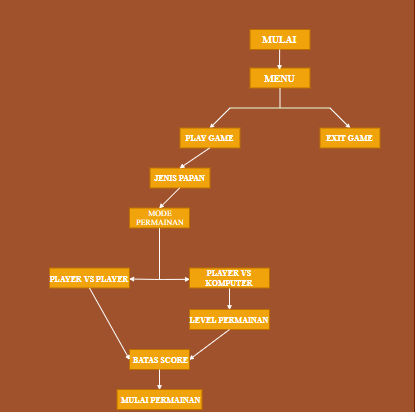 MULAI
MENU
PLAY GAME
EXIT GAME
JENIS PAPAN
MODE
PERMAINAN
PLAYER VS PLAYER
PLAYER VS
KOMPUTER
LEVEL PERMAINAN
BATAS SCORE
MULAI PERMAINAN